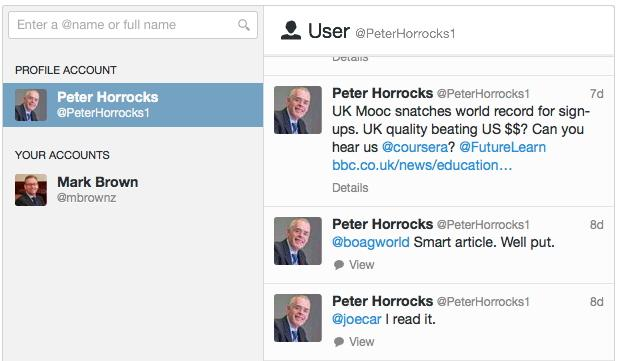 Enter a @name or full name
User @PeterHorrocks1
PROFILE ACCOUNT
Peter Horrocks
@PeterHorrocks1
YOUR ACCOUNTS
Mark Brown
@mbrownz
Details
Peter Horrocks @PeterHorrocks1 7d
UK Mooc snatches world record for sign-
ups. UK quality beating US $$? Can you
hear us @coursera? @FutureLearn
bbc.co.uk/news/education…
Details
Peter Horrocks @PeterHorrocks1 8d
@boagworld Smart article. Well put.
View
Peter Horrocks @PeterHorrocks1 8d
@joecar I read it.
View